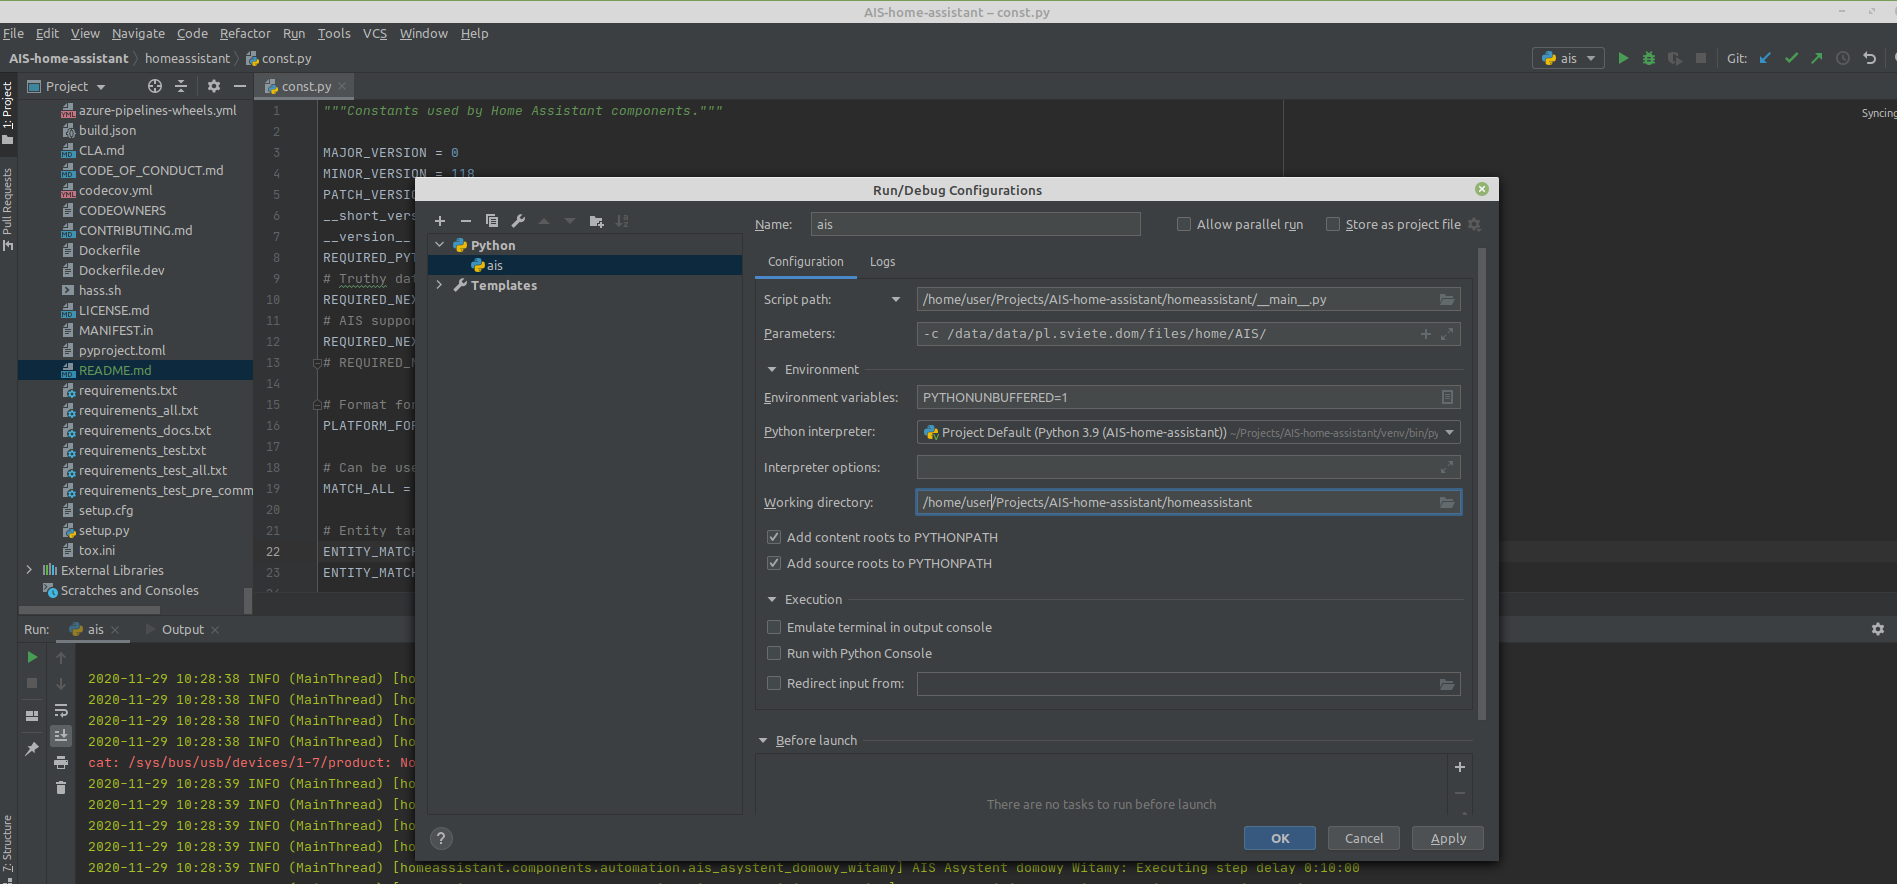 AIS-home-assistant – const.py
File Edit View Navigate Code Refactor Run Tools VCS Window Help
AIS-home-assistant homeassistant const.py
ais
Git:
1: Project
Pull Requests
7: Structure
Project
const.py
Syncing
azure-pipelines-wheels.yml
build.json
CLA.md
CODE_OF_CONDUCT.md
codecov.yml
CODEOWNERS
CONTRIBUTING.md
Dockerfile
Dockerfile.dev
hass.sh
LICENSE.md
MANIFEST.in
pyproject.toml
README.md
requirements.txt
requirements_all.txt
requirements_docs.txt
requirements_test.txt
requirements_test_all.txt
requirements_test_pre_comm
setup.cfg
setup.py
tox.ini
External Libraries
Scratches and Consoles
1 """Constants used by Home Assistant components."""
2
3 MAJOR_VERSION = 0
4 MINOR_VERSION = 118
5 PATCH_VERSIO
6 __short_vers
7 __version__
8 REQUIRED_PYT
9 # Truthy dat
10 REQUIRED_NEX
11 # AIS suppor
12 REQUIRED_NEX
13 # REQUIRED_N
14
15 # Format for
16 PLATFORM_FOR
17
18 # Can be use
19 MATCH_ALL =
20
21 # Entity tar
22 ENTITY_MATCH
23 ENTITY_MATCH
Run/Debug Configurations
Python
ais
Templates
Name: ais
Allow parallel run
Store as project file
Configuration Logs
Script path: /home/user/Projects/AIS-home-assistant/homeassistant/__main__.py
Parameters: -c /data/data/pl.sviete.dom/files/home/AIS/
Environment
Environment variables: PYTHONUNBUFFERED=1
Python interpreter: Project Default (Python 3.9 (AIS-home-assistant)) ~/Projects/AIS-home-assistant/venv/bin/py
Interpreter options:
Working directory: /home/user/Projects/AIS-home-assistant/homeassistant
Add content roots to PYTHONPATH
Add source roots to PYTHONPATH
Execution
Emulate terminal in output console
Run with Python Console
Redirect input from:
Before launch
There are no tasks to run before launch
? OK Cancel Apply
Run: ais Output
2020-11-29 10:28:38 INFO (MainThread) [ho
2020-11-29 10:28:38 INFO (MainThread) [ho
2020-11-29 10:28:38 INFO (MainThread) [ho
2020-11-29 10:28:38 INFO (MainThread) [ho
cat: /sys/bus/usb/devices/1-7/product: No
2020-11-29 10:28:39 INFO (MainThread) [ho
2020-11-29 10:28:39 INFO (MainThread) [ho
2020-11-29 10:28:39 INFO (MainThread) [ho
2020-11-29 10:28:39 INFO (MainThread) [ho
2020-11-29 10:28:39 INFO (MainThread) [homeassistant.components.automation.ais_asystent_domowy_witamy] AIS Asystent domowy Witamy: Executing step delay 0:10:00